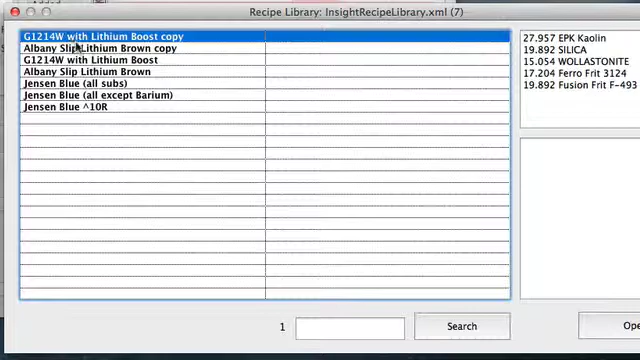 Recipe Library: InsightRecipeLibrary.xml (7)
G1214W with Lithium Boost copy
Albany Slip Lithium Brown copy
G1214W with Lithium Boost
Albany Slip Lithium Brown
Jensen Blue (all subs)
Jensen Blue (all except Barium)
Jensen Blue ^10R
27.957 EPK Kaolin
19.892 SILICA
15.054 WOLLASTONITE
17.204 Ferro Frit 3124
19.892 Fusion Frit F-493
1
Search
Ope